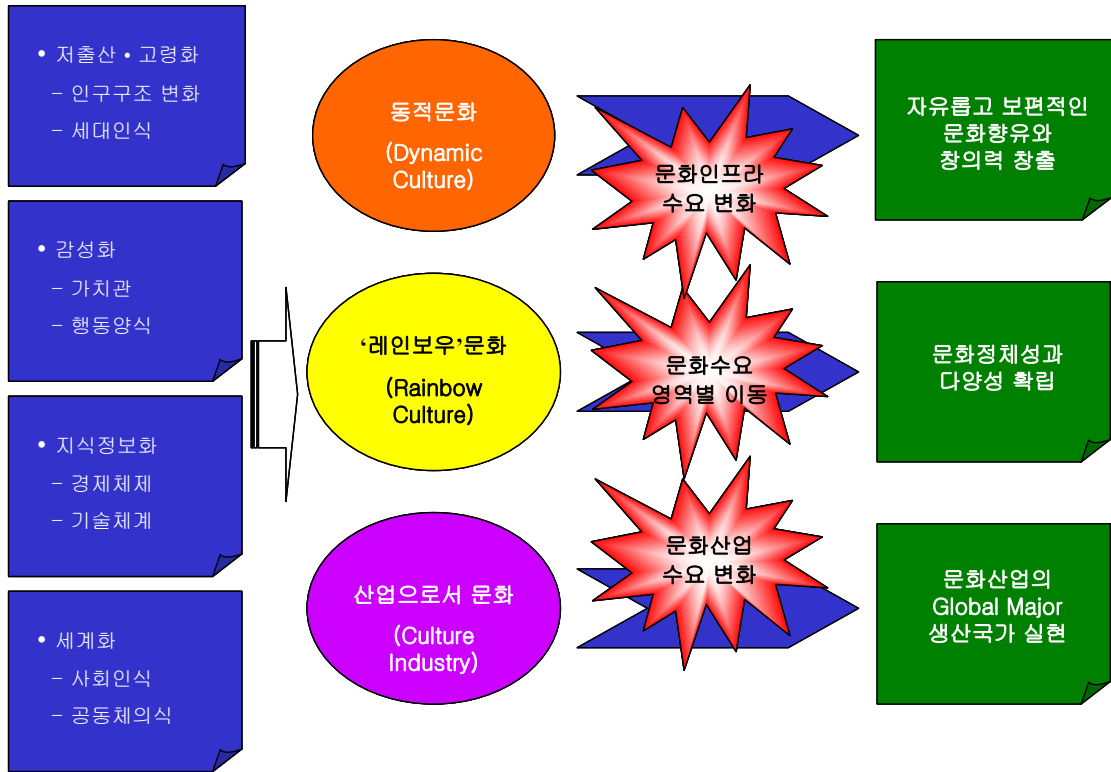 • 저출산 • 고령화
– 인구구조 변화
– 세대인식
• 감성화
– 가치관
– 행동양식
• 지식정보화
– 경제체제
– 기술체계
• 세계화
– 사회인식
– 공동체의식
동적문화
(Dynamic
Culture)
‘레인보우’문화
(Rainbow
Culture)
산업으로서 문화
(Culture
Industry)
문화인프라
수요 변화
문화수요
영역별 이동
문화산업
수요 변화
자유롭고 보편적인
문화향유와
창의력 창출
문화정체성과
다양성 확립
문화산업의
Global Major
생산국가 실현